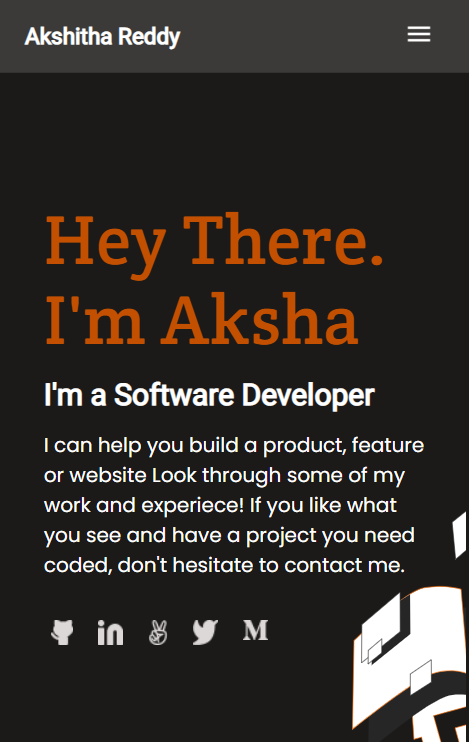 Akshitha Reddy
Hey There.
I'm Aksha
I'm a Software Developer
I can help you build a product, feature
or website Look through some of my
work and experiece! If you like what
you see and have a project you need
coded, don't hesitate to contact me.
in
M